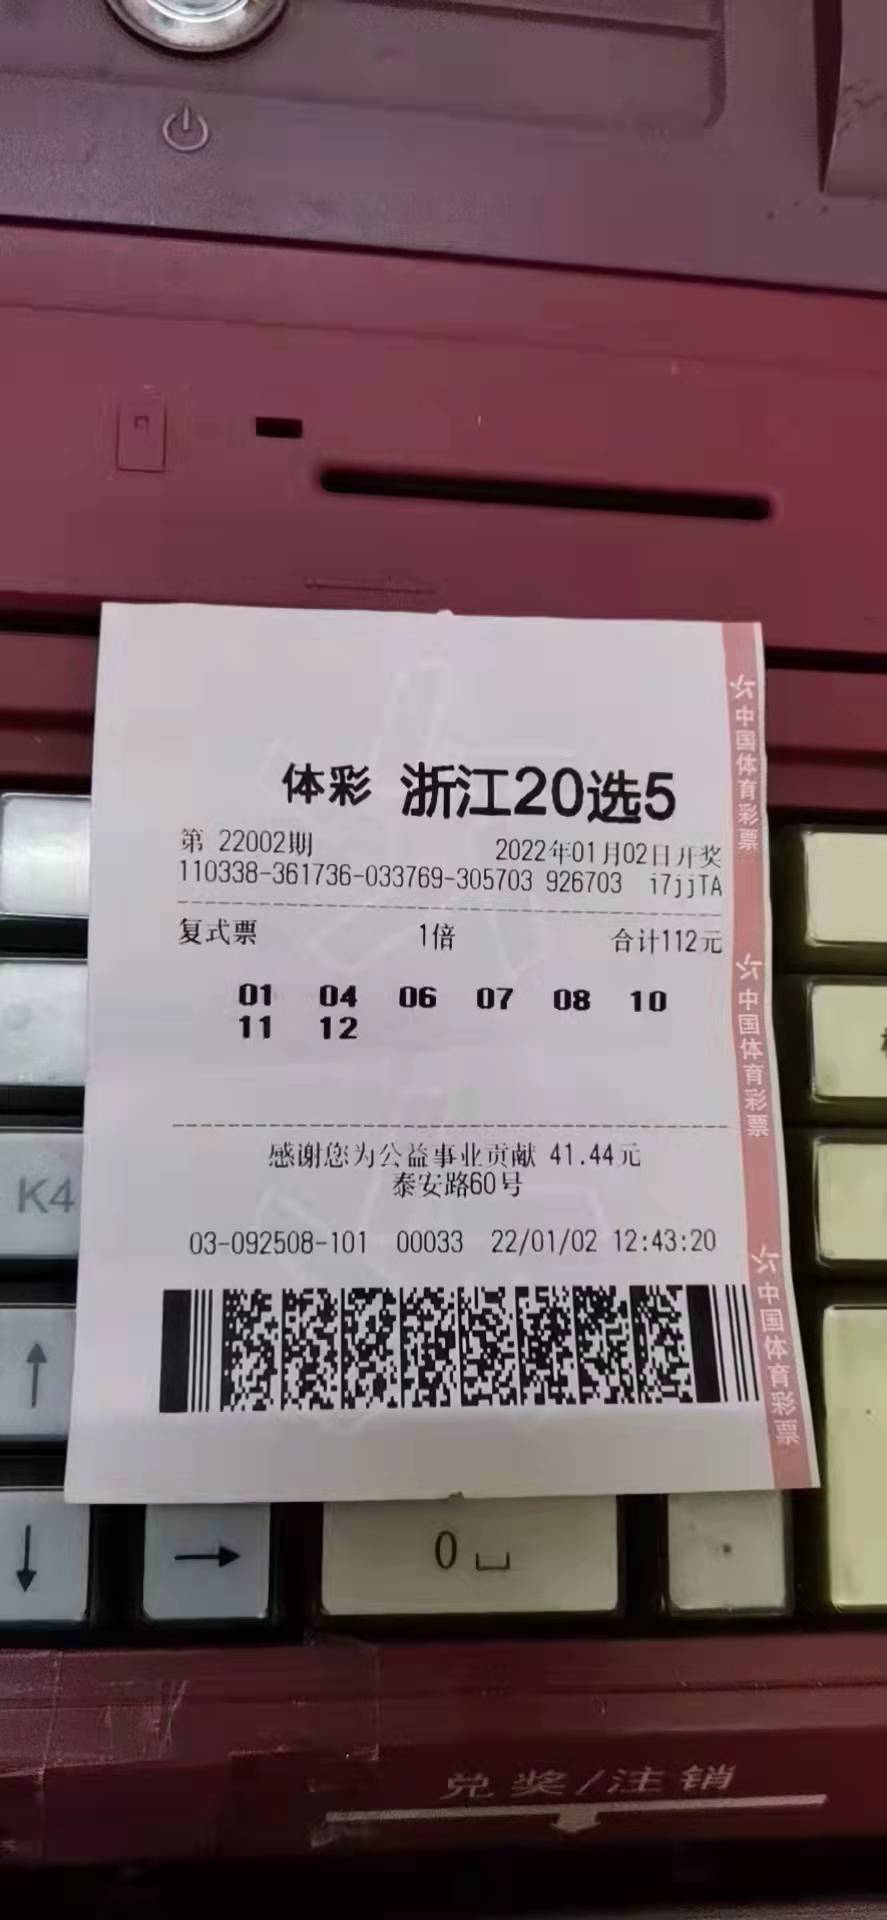 体彩 浙江20选5
第 22002期 2022年01月02日开奖
110338-361736-033769-305703 926703 i7jjTA
复式票 1倍 合计112元
01 04 06 07 08 10
11 12
感谢您为公益事业贡献 41.44元
泰安路60号
03-092508-101 00033 22/01/02 12:43:20
中国体育彩票
中国体育彩票
中国体育彩票
K4
↑
↓ → 0 .
兑奖/注销